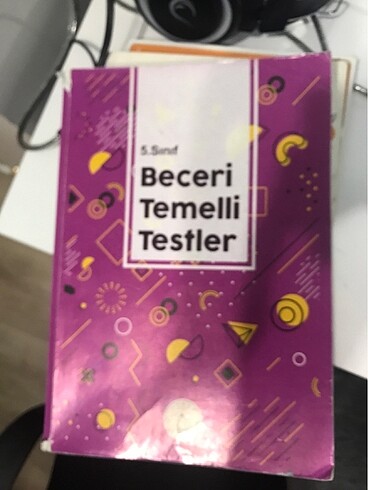 5.Sınıf
Beceri
Temelli
Testler